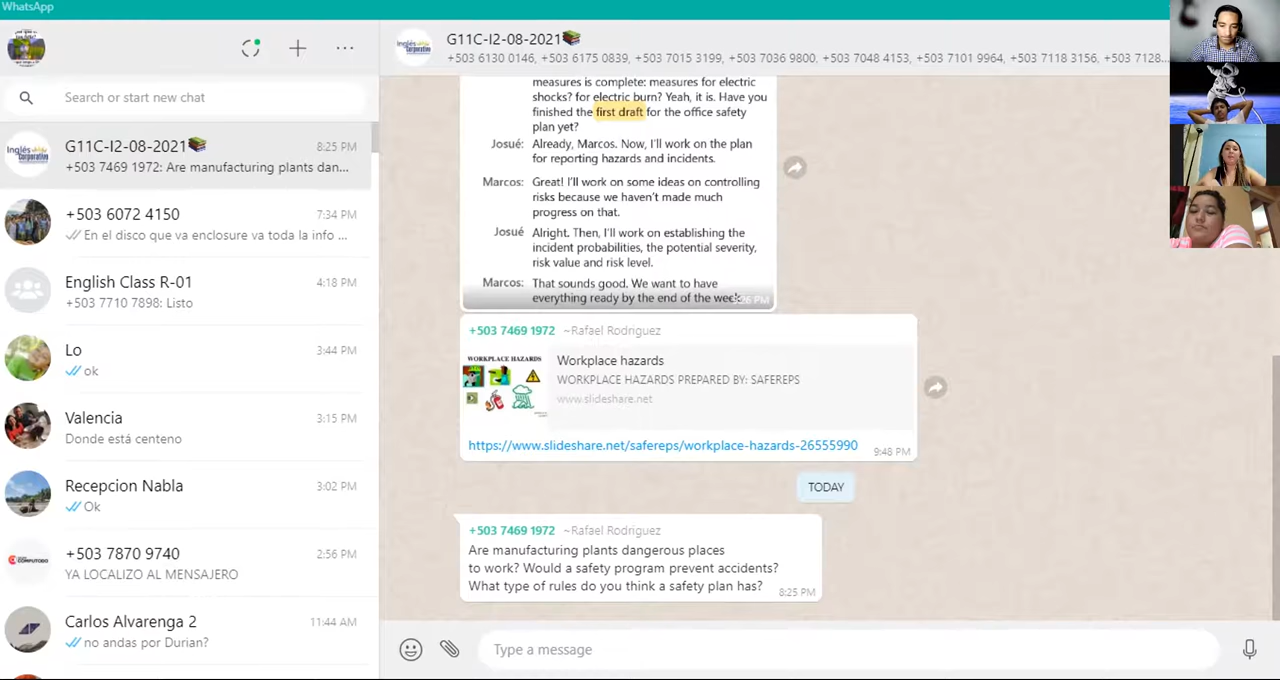 WhatsApp
Search or start new chat
G11C-I2-08-2021📚 8:25 PM
+503 7469 1972: Are manufacturing plants dan...
+503 6072 4150 7:34 PM
En el disco que va enclosure va toda la info ...
English Class R-01 4:18 PM
+503 7710 7898: Listo
Lo 3:44 PM
ok
Valencia 3:15 PM
Donde está centeno
Recepcion Nabla 3:02 PM
Ok
+503 7870 9740 2:56 PM
YA LOCALIZO AL MENSAJERO
Carlos Alvarenga 2 11:44 AM
no andas por Durian?
Inglés Corporativo
G11C-I2-08-2021📚
+503 6130 0146, +503 6175 0839, +503 7015 3199, +503 7036 9800, +503 7048 4153, +503 7101 9964, +503 7118 3156, +503 7128...
measures is complete: measures for electric
shocks? for electric burn? Yeah, it is. Have you
finished the first draft for the office safety
plan yet?
Josué: Already, Marcos. Now, I'll work on the plan
for reporting hazards and incidents.
Marcos: Great! I'll work on some ideas on controlling
risks because we haven't made much
progress on that.
Josué Alright. Then, I'll work on establishing the
incident probabilities, the potential severity,
risk value and risk level.
Marcos: That sounds good. We want to have
everything ready by the end of the week.
+503 7469 1972 ~Rafael Rodriguez
WORKPLACE HAZARDS
Workplace hazards
WORKPLACE HAZARDS PREPARED BY: SAFEREPS
www.slideshare.net
https://www.slideshare.net/safereps/workplace-hazards-26555990 9:48 PM
TODAY
+503 7469 1972 ~Rafael Rodriguez
Are manufacturing plants dangerous places
to work? Would a safety program prevent accidents?
What type of rules do you think a safety plan has? 8:25 PM
Type a message